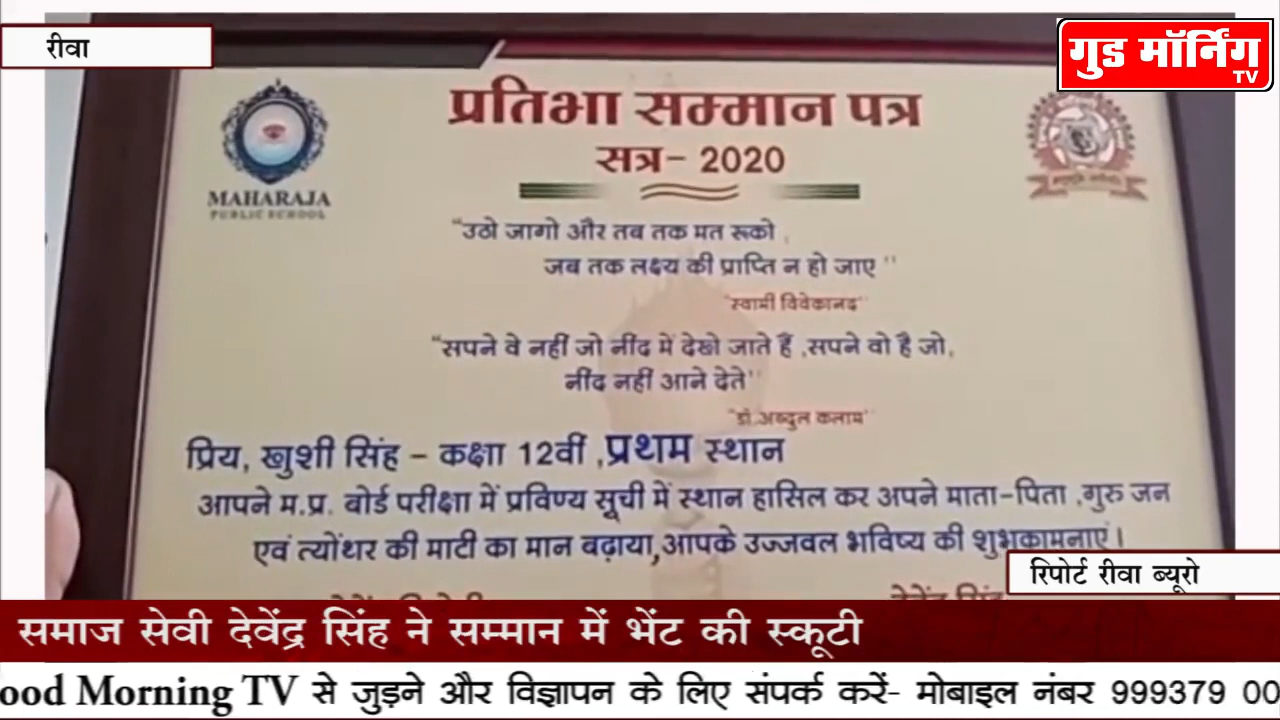 रीवा
गुड मॉर्निंग
TV
प्रतिभा सम्मान पत्र
सत्र- 2020
MAHARAJA
PUBLIC SCHOOL
"उठो जागो और तब तक मत रूको ,
जब तक लक्ष्य की प्राप्ति न हो जाए "
"स्वामी विवेकानद"
"सपने वे नहीं जो नींद में देखे जाते हैं ,सपने वो है जो,
नींद नहीं आने देते"
"डॉ.अब्दुल कलाम"
प्रिय, खुशी सिंह – कक्षा 12वीं ,प्रथम स्थान
आपने म.प्र. बोर्ड परीक्षा में प्रविण्य सूची में स्थान हासिल कर अपने माता-पिता ,गुरु जन
एवं त्योंथर की माटी का मान बढ़ाया,आपके उज्जवल भविष्य की शुभकामनाएं।
रिपोर्ट रीवा ब्यूरो
समाज सेवी देवेंद्र सिंह ने सम्मान में भेंट की स्कूटी
ood Morning TV से जुड़ने और विज्ञापन के लिए संपर्क करें- मोबाइल नंबर 999379 00